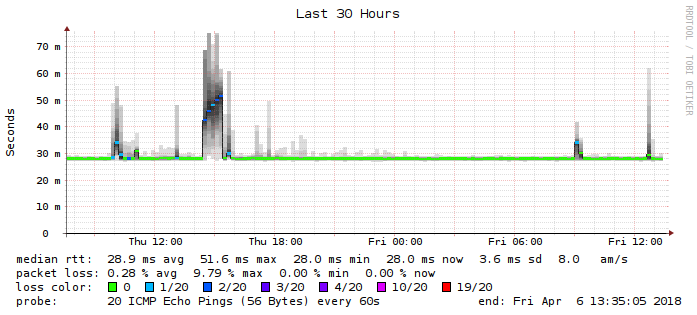 Last 30 Hours
RRDTOOL / TOBI OETIKER
Seconds
70 m
60 m
50 m
40 m
30 m
20 m
10 m
0
Thu 12:00 Thu 18:00 Fri 00:00 Fri 06:00 Fri 12:00
median rtt: 28.9 ms avg 51.6 ms max 28.0 ms min 28.0 ms now 3.6 ms sd 8.0 am/s
packet loss: 0.28 % avg 9.79 % max 0.00 % min 0.00 % now
loss color: 0 1/20 2/20 3/20 4/20 10/20 19/20
probe: 20 ICMP Echo Pings (56 Bytes) every 60s end: Fri Apr 6 13:35:05 2018